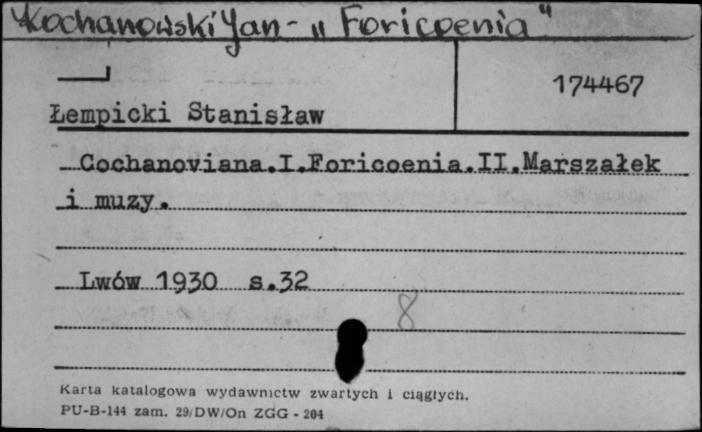 Kochanowski Jan - „Foricoenia"
174467
Łempicki Stanisław
Cochanoviana.I.Foricoenia.II.Marszałek
i muzy.
Lwów 1930 s.32
8
Karta katalogowa wydawnictw zwartych i ciągłych.
PU-B-144 zam. 29/DW/On ZGG - 204